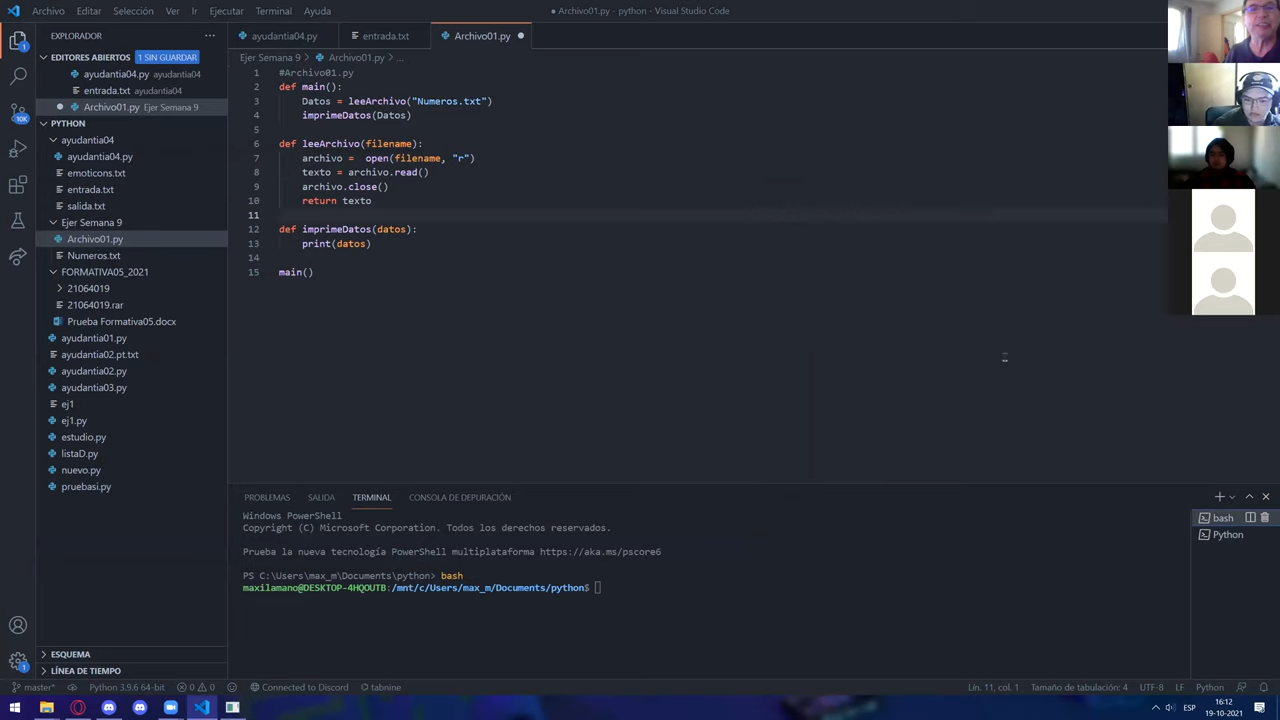 Archivo Editar Selección Ver Ir Ejecutar Terminal Ayuda
● Archivo01.py - python - Visual Studio Code
EXPLORADOR ···
EDITORES ABIERTOS 1 SIN GUARDAR
ayudantia04.py ayudantia04
entrada.txt ayudantia04
Archivo01.py Ejer Semana 9
PYTHON
ayudantia04
ayudantia04.py
emoticons.txt
entrada.txt
salida.txt
Ejer Semana 9
Archivo01.py
Numeros.txt
FORMATIVA05_2021
21064019
21064019.rar
Prueba Formativa05.docx
ayudantia01.py
ayudantia02.pt.txt
ayudantia02.py
ayudantia03.py
ej1
ej1.py
estudio.py
listaD.py
nuevo.py
pruebasi.py
ESQUEMA
LÍNEA DE TIEMPO
1
10K
1
ayudantia04.py entrada.txt Archivo01.py ●
Ejer Semana 9 > Archivo01.py > ...
1 #Archivo01.py
2 def main():
3 Datos = leeArchivo("Numeros.txt")
4 imprimeDatos(Datos)
5
6 def leeArchivo(filename):
7 archivo = open(filename, "r")
8 texto = archivo.read()
9 archivo.close()
10 return texto
11
12 def imprimeDatos(datos):
13 print(datos)
14
15 main()
PROBLEMAS SALIDA TERMINAL CONSOLA DE DEPURACIÓN
Windows PowerShell
Copyright (C) Microsoft Corporation. Todos los derechos reservados.
Prueba la nueva tecnología PowerShell multiplataforma https://aka.ms/pscore6
PS C:\Users\max_m\Documents\python> bash
maxilamano@DESKTOP-4HQOUTB:/mnt/c/Users/max_m/Documents/python$
bash
Python
master* Python 3.9.6 64-bit 0 0 Connected to Discord tabnine
Lín. 11, col. 1 Tamaño de tabulación: 4 UTF-8 LF Python
ESP 16:12
19-10-2021